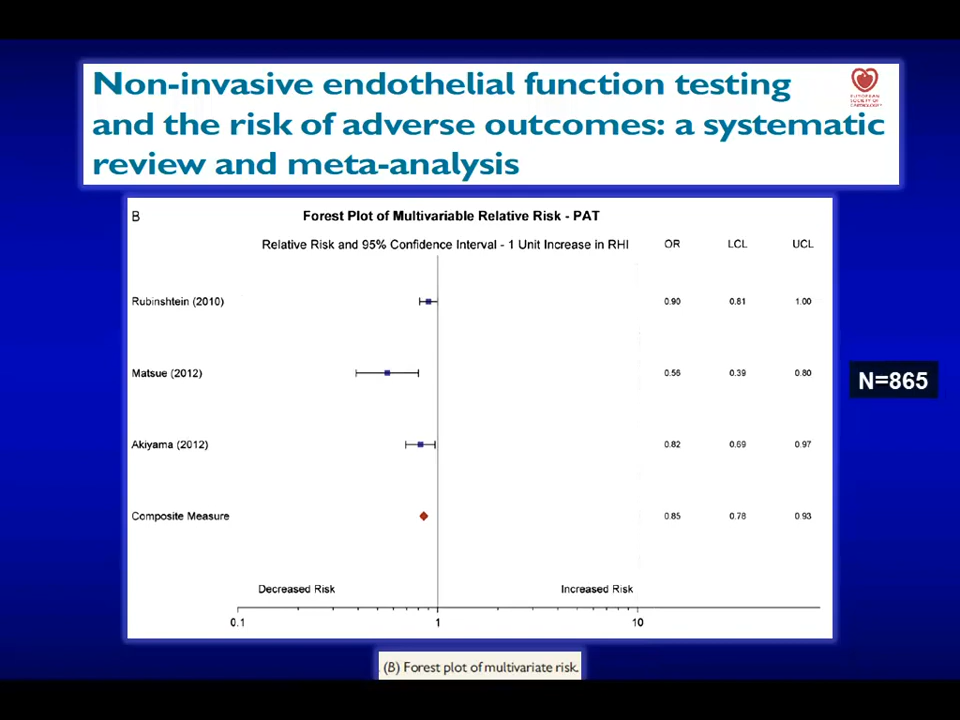 Non-invasive endothelial function testing
and the risk of adverse outcomes: a systematic
review and meta-analysis
EUROPEAN
SOCIETY OF
CARDIOLOGY
B
Forest Plot of Multivariable Relative Risk - PAT
Relative Risk and 95% Confidence Interval - 1 Unit Increase in RHI OR LCL UCL
Rubinshtein (2010) 0.90 0.81 1.00
Matsue (2012) 0.56 0.39 0.80
N=865
Akiyama (2012) 0.82 0.69 0.97
Composite Measure 0.85 0.78 0.93
Decreased Risk Increased Risk
0.1 1 10
(B) Forest plot of multivariate risk.